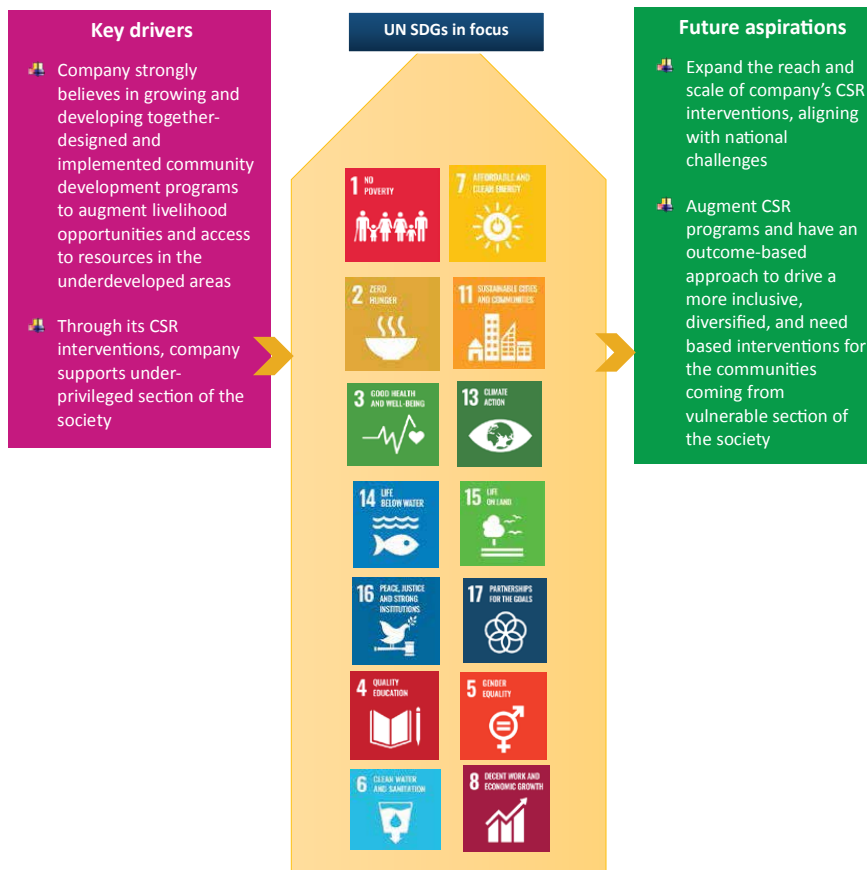 Key drivers
Company strongly
believes in growing and
developing together-
designed and
implemented community
development programs
to augment livelihood
opportunities and access
to resources in the
underdeveloped areas
Through its CSR
interventions, company
supports under-
privileged section of the
society
UN SDGs in focus
1 NO
POVERTY
7 AFFORDABLE AND
CLEAN ENERGY
2 ZERO
HUNGER
11 SUSTAINABLE CITIES
AND COMMUNITIES
3 GOOD HEALTH
AND WELL-BEING
13 CLIMATE
ACTION
14 LIFE
BELOW WATER
15 LIFE
ON LAND
16 PEACE, JUSTICE
AND STRONG
INSTITUTIONS
17 PARTNERSHIPS
FOR THE GOALS
4 QUALITY
EDUCATION
5 GENDER
EQUALITY
6 CLEAN WATER
AND SANITATION
8 DECENT WORK AND
ECONOMIC GROWTH
Future aspirations
Expand the reach and
scale of company's CSR
interventions, aligning
with national
challenges
Augment CSR
programs and have an
outcome-based
approach to drive a
more inclusive,
diversified, and need
based interventions for
the communities
coming from
vulnerable section of
the society